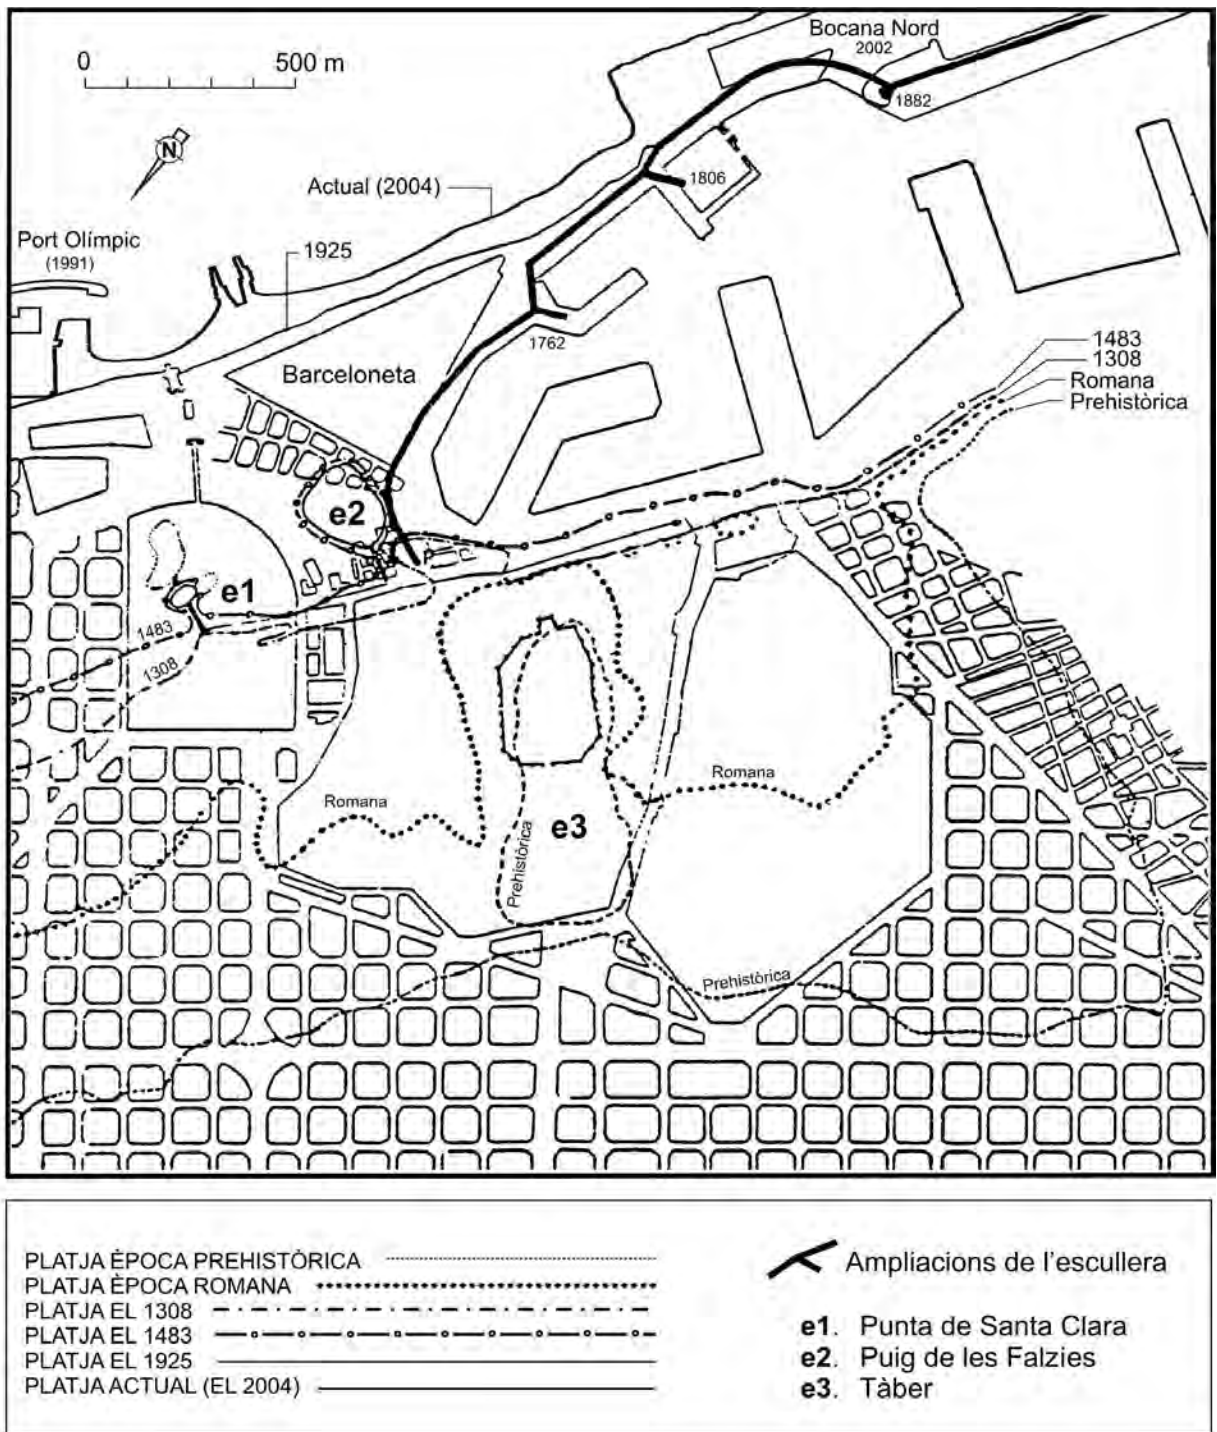 Bocana Nord
2002
0 500 m
1882
N
1806
Actual (2004)
Port Olímpic
(1991)
1925
1762
1483
1308
Romana
Prehistòrica
Barceloneta
e2
e1
1483
1308
Romana
Romana
e3
Prehistòrica
Prehistòrica
PLATJA ÈPOCA PREHISTÒRICA
PLATJA ÈPOCA ROMANA
PLATJA EL 1308
PLATJA EL 1483
PLATJA EL 1925
PLATJA ACTUAL (EL 2004)
Ampliacions de l'escullera
e1. Punta de Santa Clara
e2. Puig de les Falzies
e3. Tàber